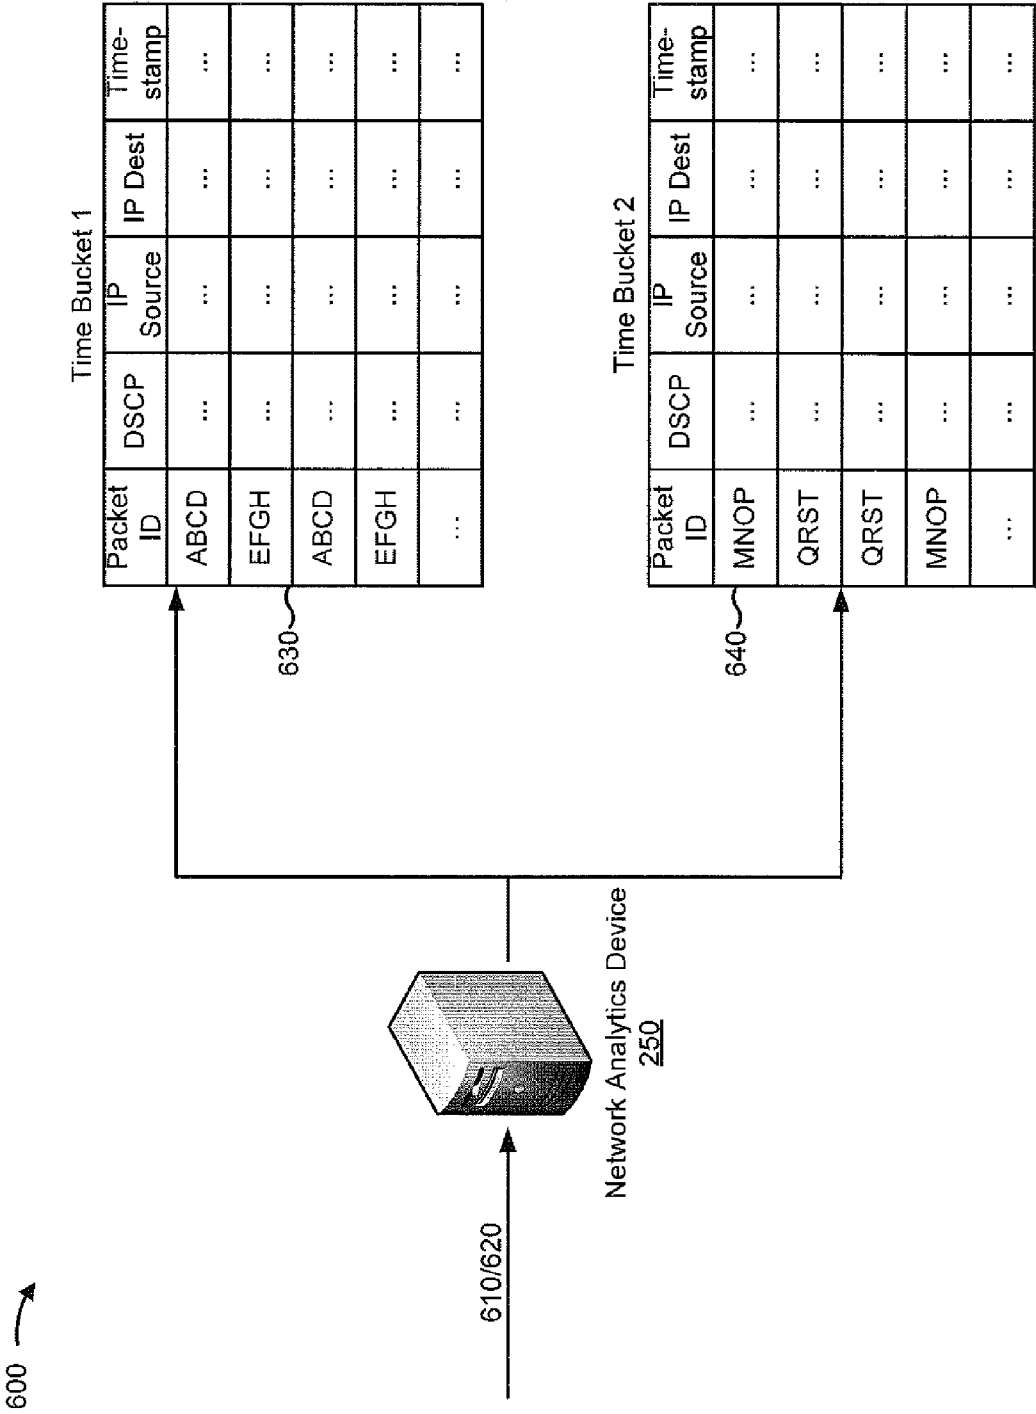 600
610/620
Network Analytics Device
250
Time Bucket 1
Packet ID DSCP IP Source IP Dest Time-stamp
ABCD ... ... ... ...
EFGH ... ... ... ...
ABCD ... ... ... ...
EFGH ... ... ... ...
... ... ... ... ...
630
Time Bucket 2
Packet ID DSCP IP Source IP Dest Time-stamp
MNOP ... ... ... ...
QRST ... ... ... ...
QRST ... ... ... ...
MNOP ... ... ... ...
... ... ... ... ...
640